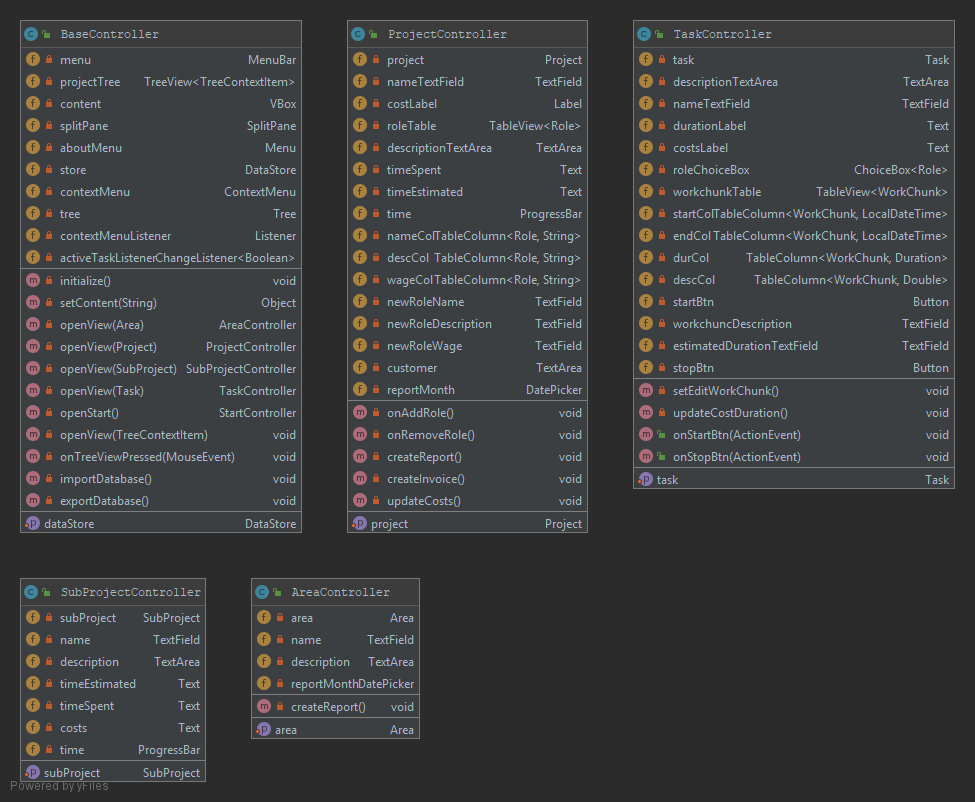 BaseController
menu MenuBar
projectTree TreeView<TreeContextItem>
content VBox
splitPane SplitPane
aboutMenu Menu
store DataStore
contextMenu ContextMenu
tree Tree
contextMenuListener Listener
activeTaskListenerChangeListener<Boolean>
initialize() void
setContent(String) Object
openView(Area) AreaController
openView(Project) ProjectController
openView(SubProject) SubProjectController
openView(Task) TaskController
openStart() StartController
openView(TreeContextItem) void
onTreeViewPressed(MouseEvent) void
importDatabase() void
exportDatabase() void
dataStore DataStore
ProjectController
project Project
nameTextField TextField
costLabel Label
roleTable TableView<Role>
descriptionTextArea TextArea
timeSpent Text
timeEstimated Text
time ProgressBar
nameColTableColumn<Role, String>
descCol TableColumn<Role, String>
wageColTableColumn<Role, String>
newRoleName TextField
newRoleDescription TextField
newRoleWage TextField
customer TextArea
reportMonth DatePicker
onAddRole() void
onRemoveRole() void
createReport() void
createInvoice() void
updateCosts() void
project Project
TaskController
task Task
descriptionTextArea TextArea
nameTextField TextField
durationLabel Text
costsLabel Text
roleChoiceBox ChoiceBox<Role>
workchunkTable TableView<WorkChunk>
startColTableColumn<WorkChunk, LocalDateTime>
endColTableColumn<WorkChunk, LocalDateTime>
durCol TableColumn<WorkChunk, Duration>
descCol TableColumn<WorkChunk, Double>
startBtn Button
workchuncDescription TextField
estimatedDurationTextField TextField
stopBtn Button
setEditWorkChunk() void
updateCostDuration() void
onStartBtn(ActionEvent) void
onStopBtn(ActionEvent) void
task Task
SubProjectController
subProject SubProject
name TextField
description TextArea
timeEstimated Text
timeSpent Text
costs Text
time ProgressBar
subProject SubProject
AreaController
area Area
name TextField
description TextArea
reportMonthDatePicker
createReport() void
area Area
Powered by yFiles